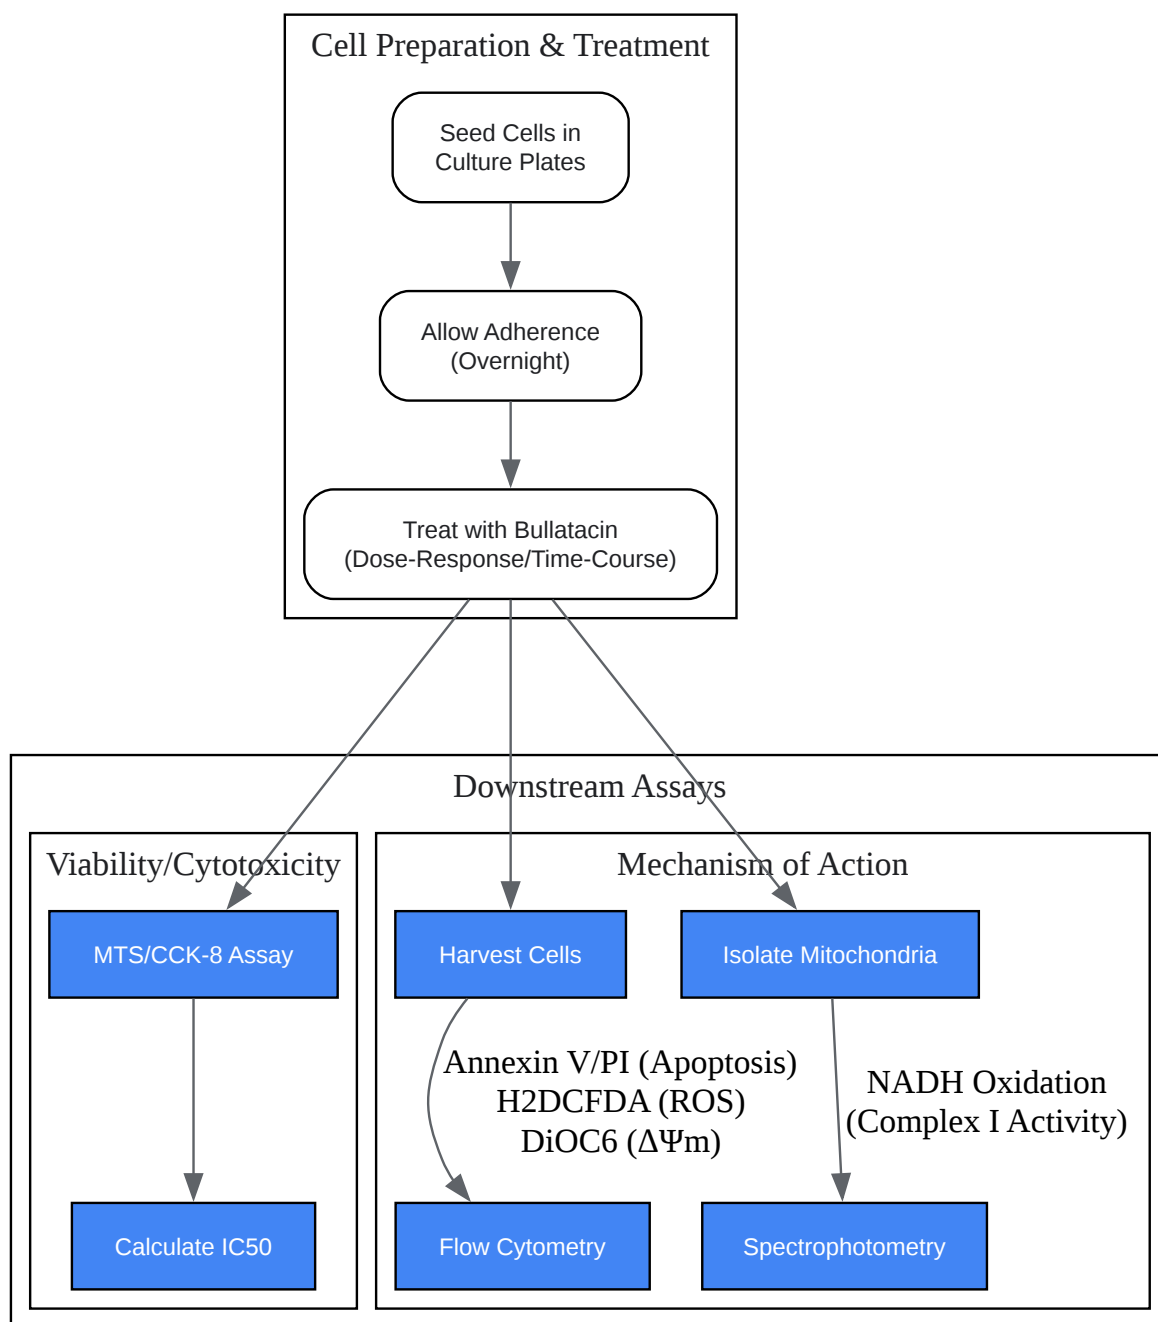 Cell Preparation & Treatment
Seed Cells in
Culture Plates
Allow Adherence
(Overnight)
Treat with Bullatacin
(Dose-Response/Time-Course)
Downstream Assays
Viability/Cytotoxicity
Mechanism of Action
MTS/CCK-8 Assay
Harvest Cells
Isolate Mitochondria
Annexin V/PI (Apoptosis)
H2DCFDA (ROS)
DiOC6 (ΔΨm)
NADH Oxidation
(Complex I Activity)
Calculate IC50
Flow Cytometry
Spectrophotometry